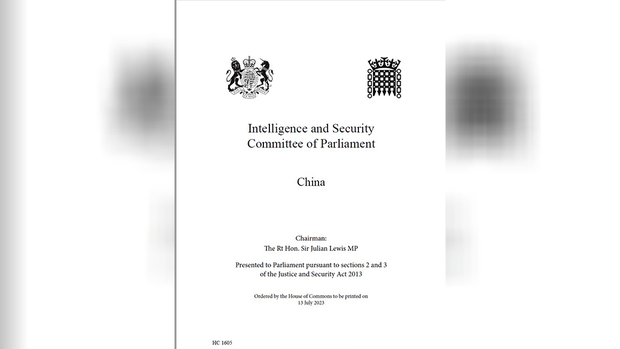 Intelligence and Security
Committee of Parliament
China
Chairman:
The Rt Hon. Sir Julian Lewis MP
Presented to Parliament pursuant to sections 2 and 3
of the Justice and Security Act 2013
Ordered by the House of Commons to be printed on
13 July 2023
HC 1605